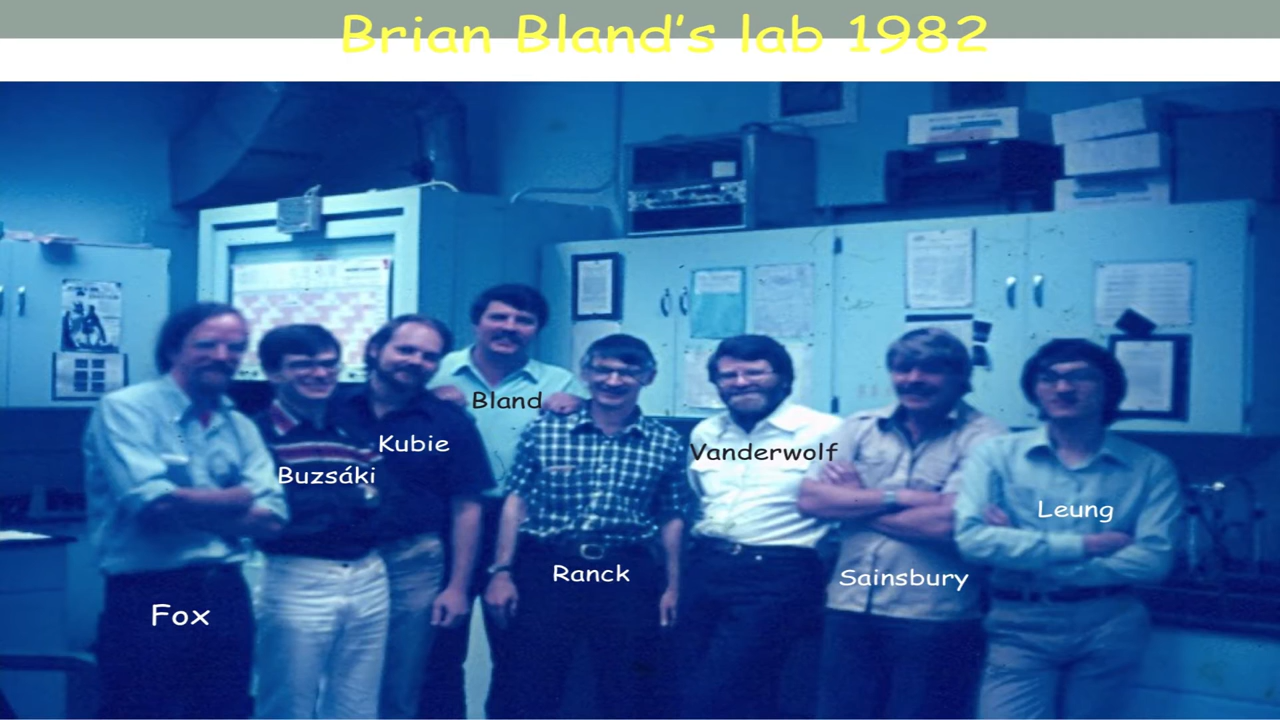 Brian Bland's lab 1982
Bland
Kubie
Vanderwolf
Buzsáki
Leung
Ranck
Sainsbury
Fox